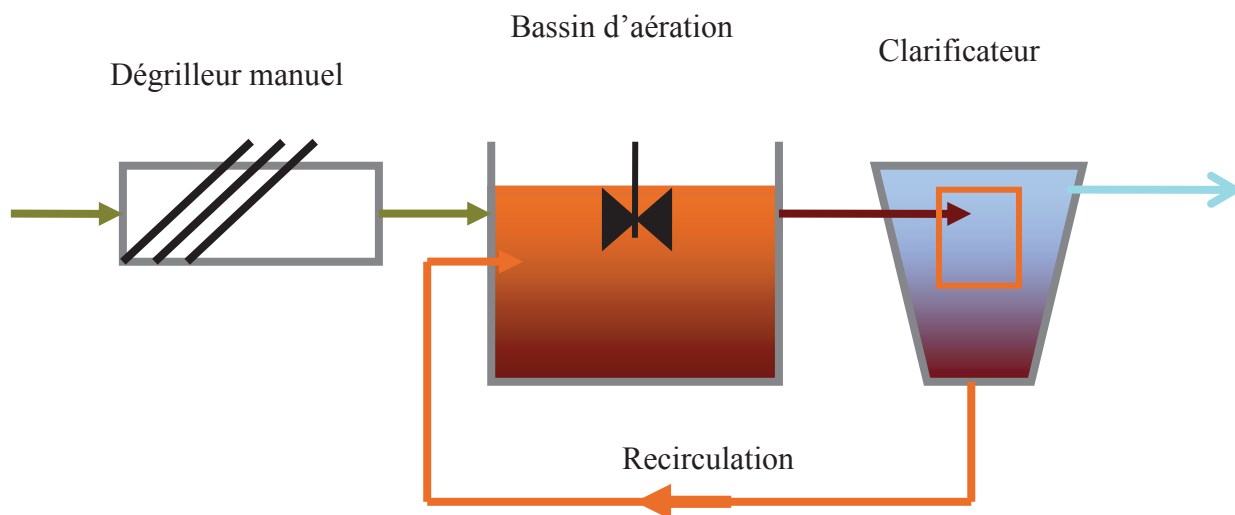 Bassin d’aération
Clarificateur
Dégrilleur manuel
Recirculation